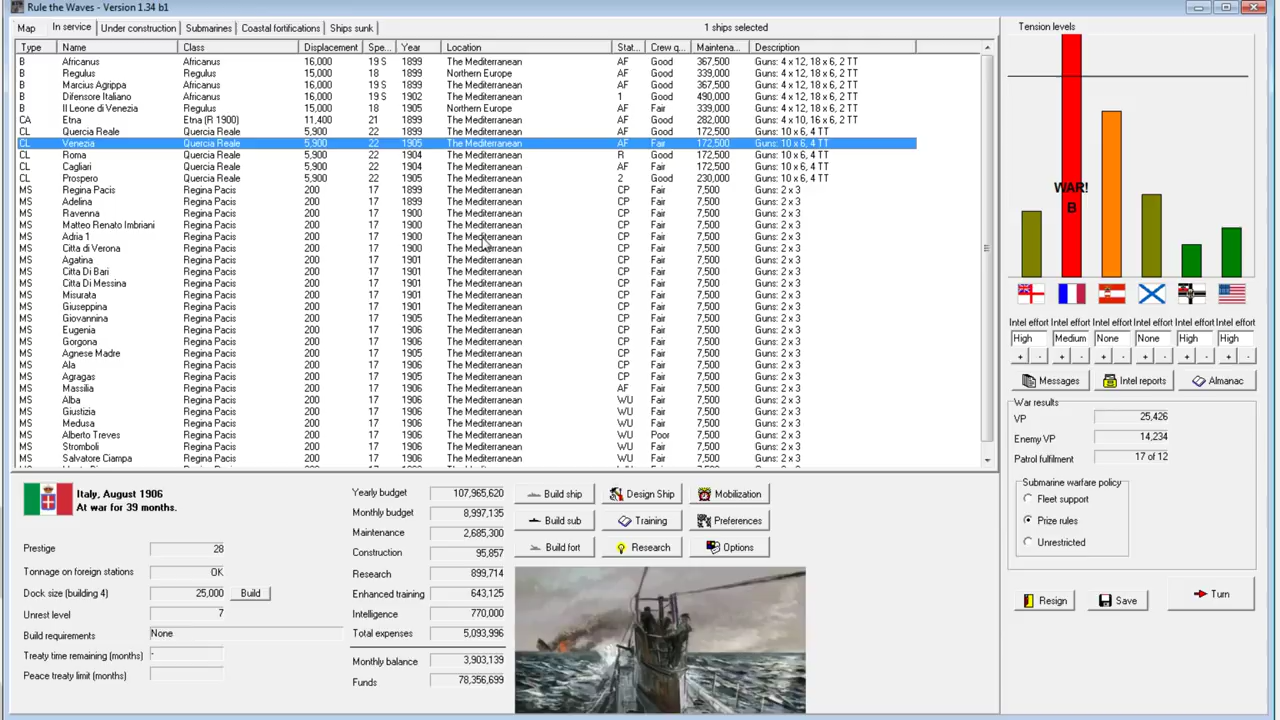 Rule the Waves - Version 1.34 b1
Map In service Under construction Submarines Coastal fortifications Ships sunk 1 ships selected
Type Name Class Displacement Spe... Year Location Stat... Crew q... Maintena... Description
B Africanus Africanus 16,000 19 S 1899 The Mediterranean AF Good 367,500 Guns: 4 x 12, 18 x 6, 2 TT
B Regulus Regulus 15,000 18 1899 Northern Europe AF Good 339,000 Guns: 4 x 12, 18 x 6, 2 TT
B Marcius Agrippa Africanus 16,000 19 S 1899 The Mediterranean AF Good 367,500 Guns: 4 x 12, 18 x 6, 2 TT
B Difensore Italiano Africanus 16,000 19 S 1902 The Mediterranean 1 Good 490,000 Guns: 4 x 12, 18 x 6, 2 TT
B Il Leone di Venezia Regulus 15,000 18 1905 Northern Europe AF Fair 339,000 Guns: 4 x 12, 18 x 6, 2 TT
CA Etna Etna (R 1900) 11,400 21 1899 The Mediterranean AF Good 282,000 Guns: 4 x 10, 16 x 6, 2 TT
CL Quercia Reale Quercia Reale 5,900 22 1899 The Mediterranean AF Good 172,500 Guns: 10 x 6, 4 TT
CL Venezia Quercia Reale 5,900 22 1905 The Mediterranean AF Fair 172,500 Guns: 10 x 6, 4 TT
CL Roma Quercia Reale 5,900 22 1904 The Mediterranean R Good 172,500 Guns: 10 x 6, 4 TT
CL Cagliari Quercia Reale 5,900 22 1904 The Mediterranean AF Fair 172,500 Guns: 10 x 6, 4 TT
CL Prospero Quercia Reale 5,900 22 1905 The Mediterranean 2 Good 230,000 Guns: 10 x 6, 4 TT
MS Regina Pacis Regina Pacis 200 17 1899 The Mediterranean CP Fair 7,500 Guns: 2 x 3
MS Adelina Regina Pacis 200 17 1899 The Mediterranean CP Fair 7,500 Guns: 2 x 3
MS Ravenna Regina Pacis 200 17 1900 The Mediterranean CP Fair 7,500 Guns: 2 x 3
MS Matteo Renato Imbriani Regina Pacis 200 17 1900 The Mediterranean CP Fair 7,500 Guns: 2 x 3
MS Adria 1 Regina Pacis 200 17 1900 The Mediterranean CP Fair 7,500 Guns: 2 x 3
MS Citta di Verona Regina Pacis 200 17 1900 The Mediterranean CP Fair 7,500 Guns: 2 x 3
MS Agatina Regina Pacis 200 17 1901 The Mediterranean CP Fair 7,500 Guns: 2 x 3
MS Citta Di Bari Regina Pacis 200 17 1901 The Mediterranean CP Fair 7,500 Guns: 2 x 3
MS Citta Di Messina Regina Pacis 200 17 1901 The Mediterranean CP Fair 7,500 Guns: 2 x 3
MS Misurata Regina Pacis 200 17 1901 The Mediterranean CP Fair 7,500 Guns: 2 x 3
MS Giuseppina Regina Pacis 200 17 1901 The Mediterranean CP Fair 7,500 Guns: 2 x 3
MS Giovannina Regina Pacis 200 17 1905 The Mediterranean CP Fair 7,500 Guns: 2 x 3
MS Eugenia Regina Pacis 200 17 1906 The Mediterranean CP Fair 7,500 Guns: 2 x 3
MS Gorgona Regina Pacis 200 17 1906 The Mediterranean CP Fair 7,500 Guns: 2 x 3
MS Agnese Madre Regina Pacis 200 17 1905 The Mediterranean CP Fair 7,500 Guns: 2 x 3
MS Ala Regina Pacis 200 17 1906 The Mediterranean CP Fair 7,500 Guns: 2 x 3
MS Agragas Regina Pacis 200 17 1905 The Mediterranean CP Fair 7,500 Guns: 2 x 3
MS Massilia Regina Pacis 200 17 1906 The Mediterranean AF Fair 7,500 Guns: 2 x 3
MS Alba Regina Pacis 200 17 1906 The Mediterranean WU Fair 7,500 Guns: 2 x 3
MS Giustizia Regina Pacis 200 17 1906 The Mediterranean WU Fair 7,500 Guns: 2 x 3
MS Medusa Regina Pacis 200 17 1906 The Mediterranean WU Fair 7,500 Guns: 2 x 3
MS Alberto Treves Regina Pacis 200 17 1906 The Mediterranean WU Poor 7,500 Guns: 2 x 3
MS Stromboli Regina Pacis 200 17 1906 The Mediterranean WU Fair 7,500 Guns: 2 x 3
MS Salvatore Ciampa Regina Pacis 200 17 1906 The Mediterranean WU Fair 7,500 Guns: 2 x 3
Tension levels
WAR!
B
Intel effort Intel effort Intel effort Intel effort Intel effort Intel effort
High Medium None None High High
+ - + - + - + - + - + -
Messages Intel reports Almanac
War results
VP 25,426
Enemy VP 14,234
Patrol fulfilment 17 of 12
Submarine warfare policy
Fleet support
Prize rules
Unrestricted
Resign Save Turn
Italy, August 1906
At war for 39 months.
Prestige 28
Tonnage on foreign stations OK
Dock size (building 4) 25,000 Build
Unrest level 7
Build requirements None
Treaty time remaining (months) -
Peace treaty limit (months)
Yearly budget 107,965,620
Monthly budget 8,997,135
Maintenance 2,685,300
Construction 95,857
Research 899,714
Enhanced training 643,125
Intelligence 770,000
Total expenses 5,093,996
Monthly balance 3,903,139
Funds 78,356,699
Build ship Design Ship Mobilization
Build sub Training Preferences
Build fort Research Options